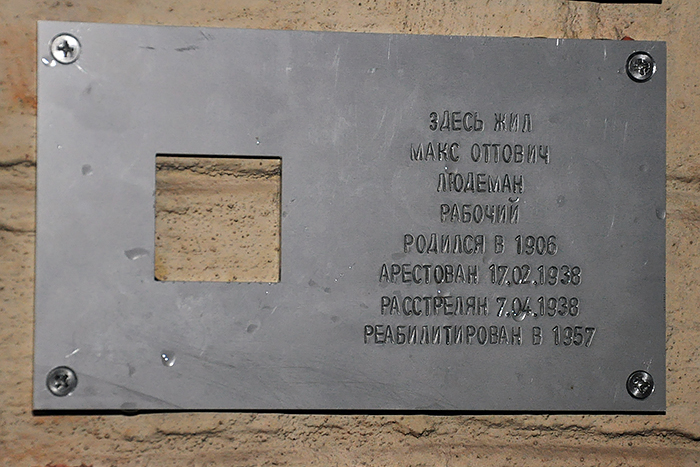 ЗДЕСЬ ЖИЛ
МАКС ОТТОВИЧ
ЛЮДЕМАН
РАБОЧИЙ
РОДИЛСЯ В 1906
АРЕСТОВАН 17.02.1938
РАССТРЕЛЯН 7.04.1938
РЕАБИЛИТИРОВАН В 1957